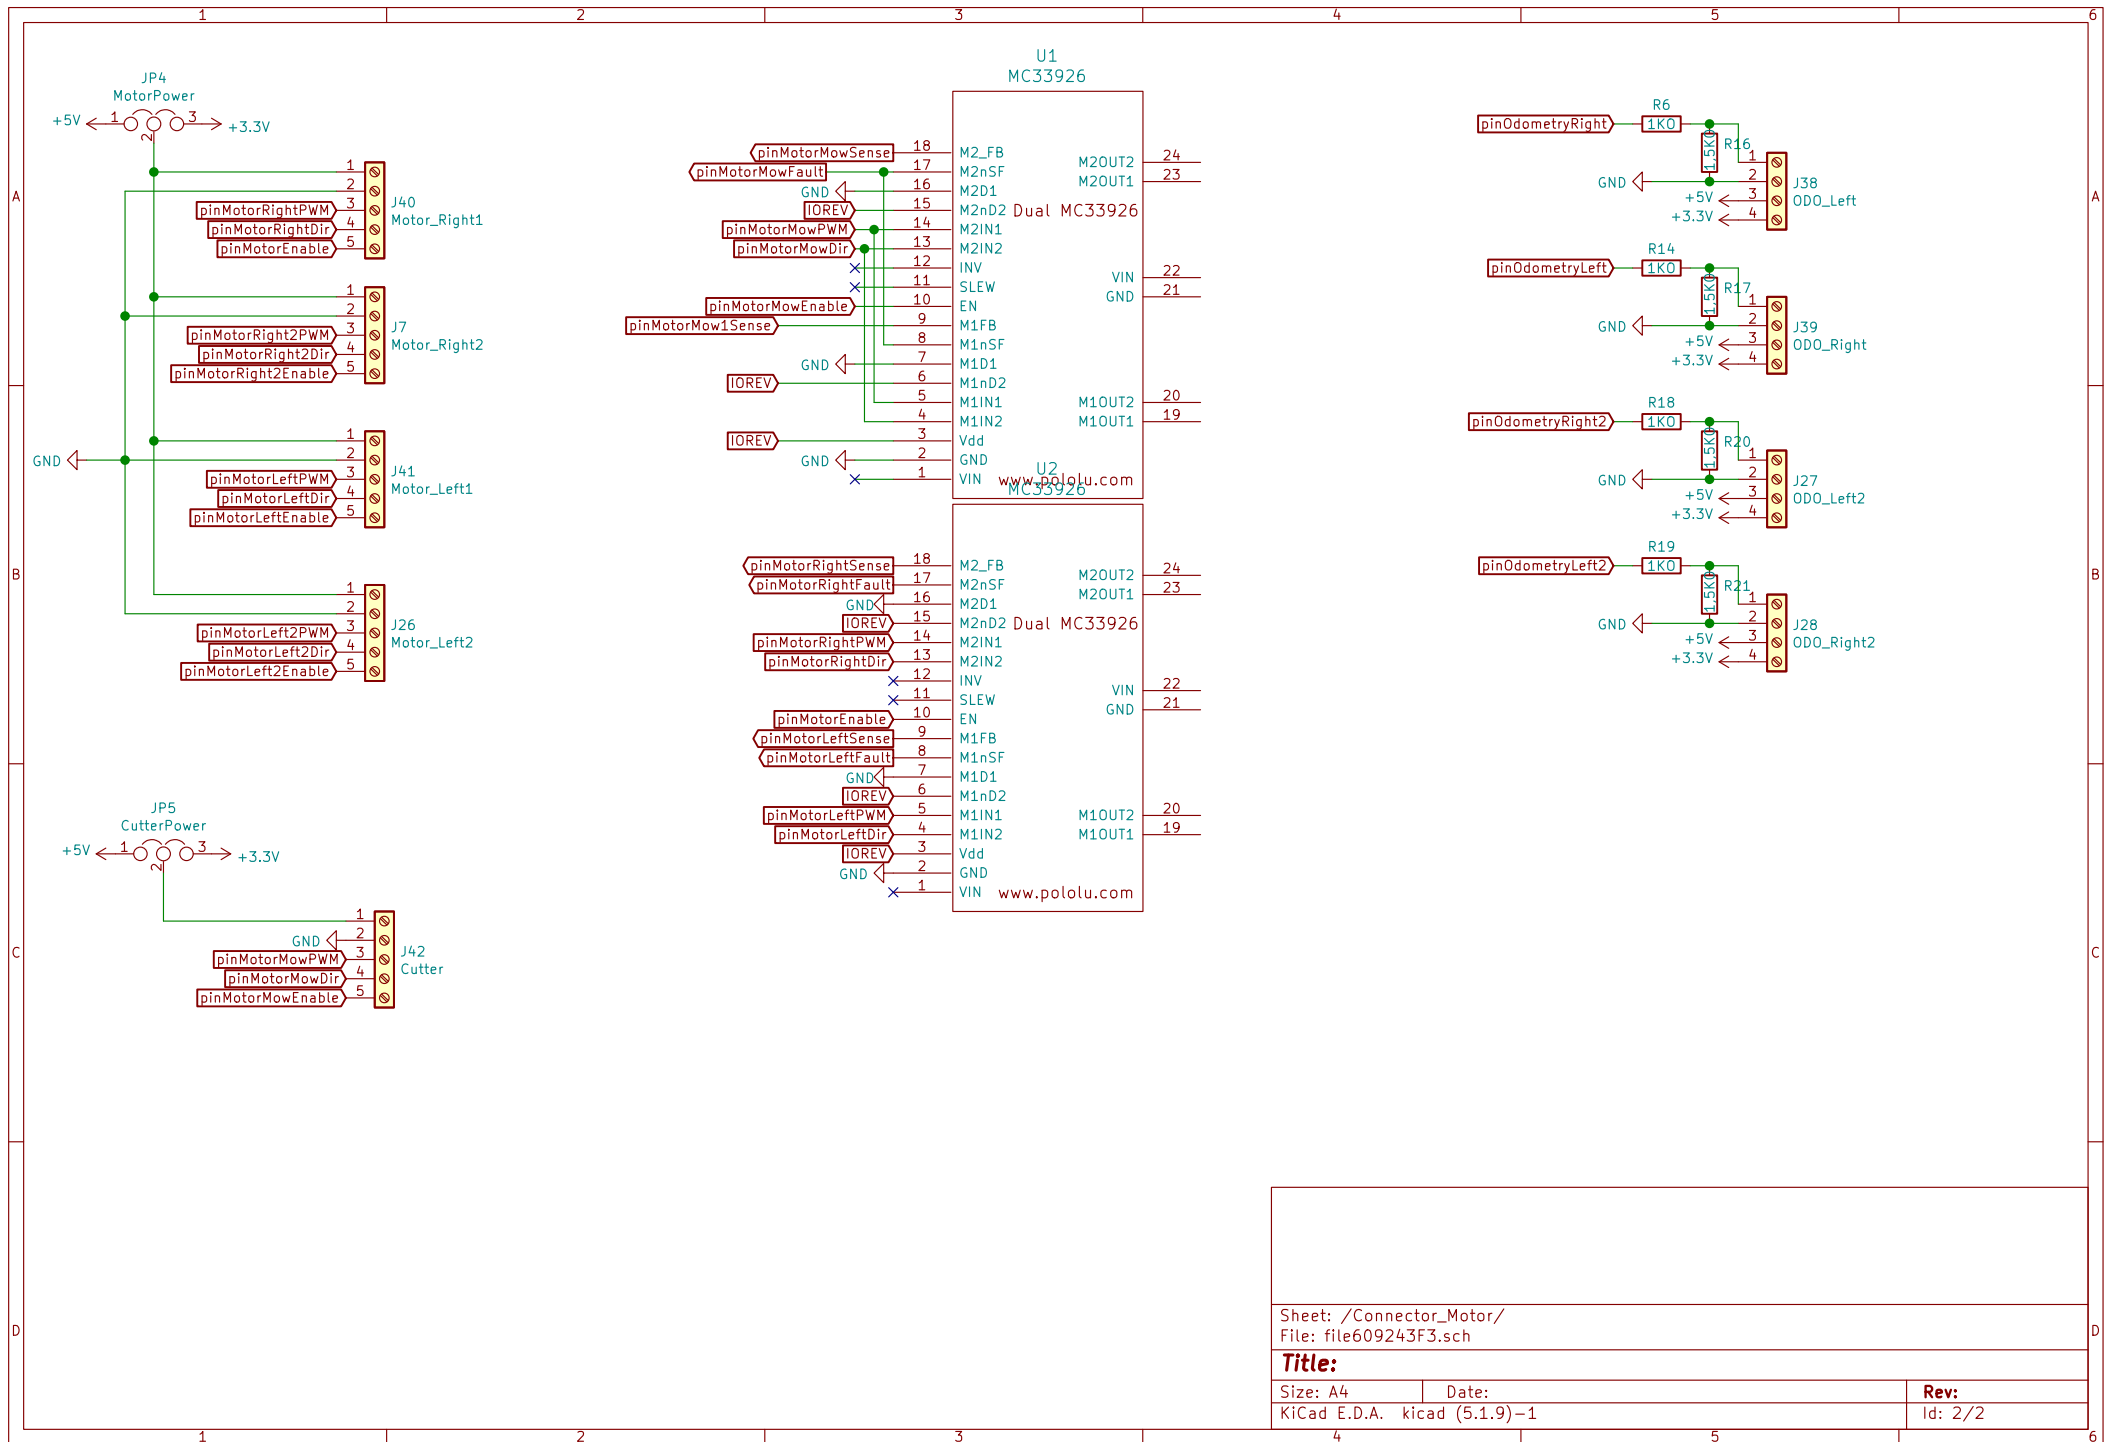 1 2 3 4 5 6
A
B
C
D
A
B
C
D
1 2 3 4 5 6
JP4
MotorPower
+5V
1
2
3
+3.3V
1
2
pinMotorRightPWM 3
pinMotorRightDir 4
pinMotorEnable 5
J40
Motor_Right1
1
2
pinMotorRight2PWM 3
pinMotorRight2Dir 4
pinMotorRight2Enable 5
J7
Motor_Right2
GND
1
2
pinMotorLeftPWM 3
pinMotorLeftDir 4
pinMotorLeftEnable 5
J41
Motor_Left1
1
2
pinMotorLeft2PWM 3
pinMotorLeft2Dir 4
pinMotorLeft2Enable 5
J26
Motor_Left2
JP5
CutterPower
+5V
1
2
3
+3.3V
1
GND 2
pinMotorMowPWM 3
pinMotorMowDir 4
pinMotorMowEnable 5
J42
Cutter
U1
MC33926
pinMotorMowSense 18 M2_FB
pinMotorMowFault 17 M2nSF
GND 16 M2D1
IOREV 15 M2nD2
pinMotorMowPWM 14 M2IN1
pinMotorMowDir 13 M2IN2
12 INV
11 SLEW
pinMotorMowEnable 10 EN
pinMotorMow1Sense 9 M1FB
8 M1nSF
GND 7 M1D1
IOREV 6 M1nD2
5 M1IN1
4 M1IN2
IOREV 3 Vdd
GND 2 GND
1 VIN
M2OUT2 24
M2OUT1 23
Dual MC33926
VIN 22
GND 21
M1OUT2 20
M1OUT1 19
www.pololu.com
U2
MC33926
pinMotorRightSense 18 M2_FB
pinMotorRightFault 17 M2nSF
GND 16 M2D1
IOREV 15 M2nD2
pinMotorRightPWM 14 M2IN1
pinMotorRightDir 13 M2IN2
12 INV
11 SLEW
pinMotorEnable 10 EN
pinMotorLeftSense 9 M1FB
pinMotorLeftFault 8 M1nSF
GND 7 M1D1
IOREV 6 M1nD2
pinMotorLeftPWM 5 M1IN1
pinMotorLeftDir 4 M1IN2
IOREV 3 Vdd
GND 2 GND
1 VIN
M2OUT2 24
M2OUT1 23
Dual MC33926
VIN 22
GND 21
M1OUT2 20
M1OUT1 19
www.pololu.com
pinOdometryRight
R6
1KO
1,5KO
R16
GND
1
2
+5V 3
+3.3V 4
J38
ODO_Left
pinOdometryLeft
R14
1KO
1,5KO
R17
GND
1
2
+5V 3
+3.3V 4
J39
ODO_Right
pinOdometryRight2
R18
1KO
1,5KO
R20
GND
1
2
+5V 3
+3.3V 4
J27
ODO_Left2
pinOdometryLeft2
R19
1KO
1,5KO
R21
GND
1
2
+5V 3
+3.3V 4
J28
ODO_Right2
Sheet: /Connector_Motor/
File: file609243F3.sch
Title:
Size: A4 Date: Rev:
KiCad E.D.A. kicad (5.1.9)-1 Id: 2/2